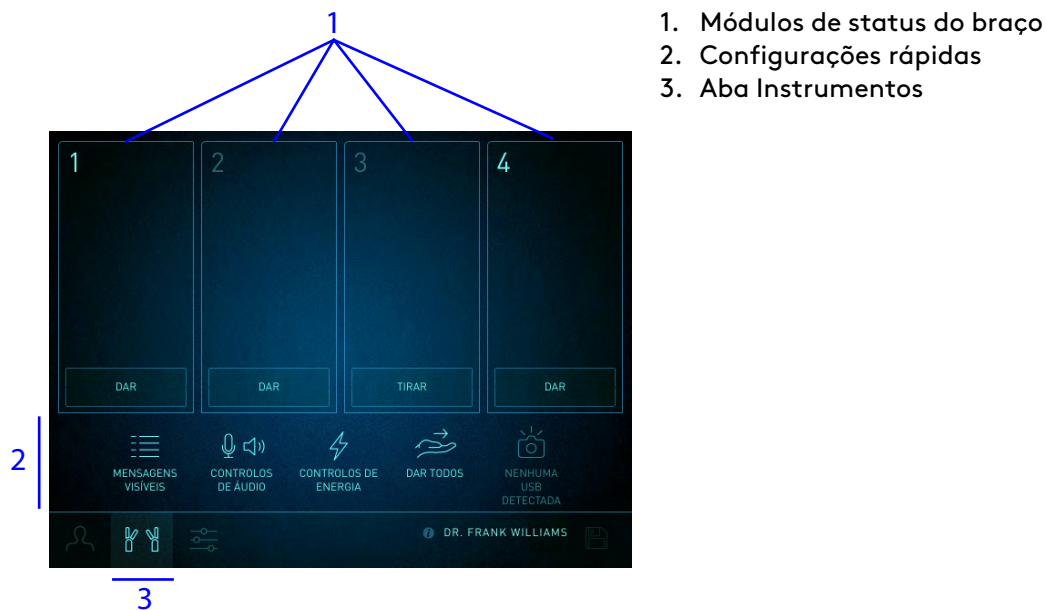 1
1. Módulos de status do braço
2. Configurações rápidas
3. Aba Instrumentos
1 2 3 4
DAR DAR TIRAR DAR
2
MENSAGENS
VISÍVEIS
CONTROLOS
DE ÁUDIO
CONTROLOS DE
ENERGIA
DAR TODOS
NENHUMA
USB
DETECTADA
DR. FRANK WILLIAMS
3